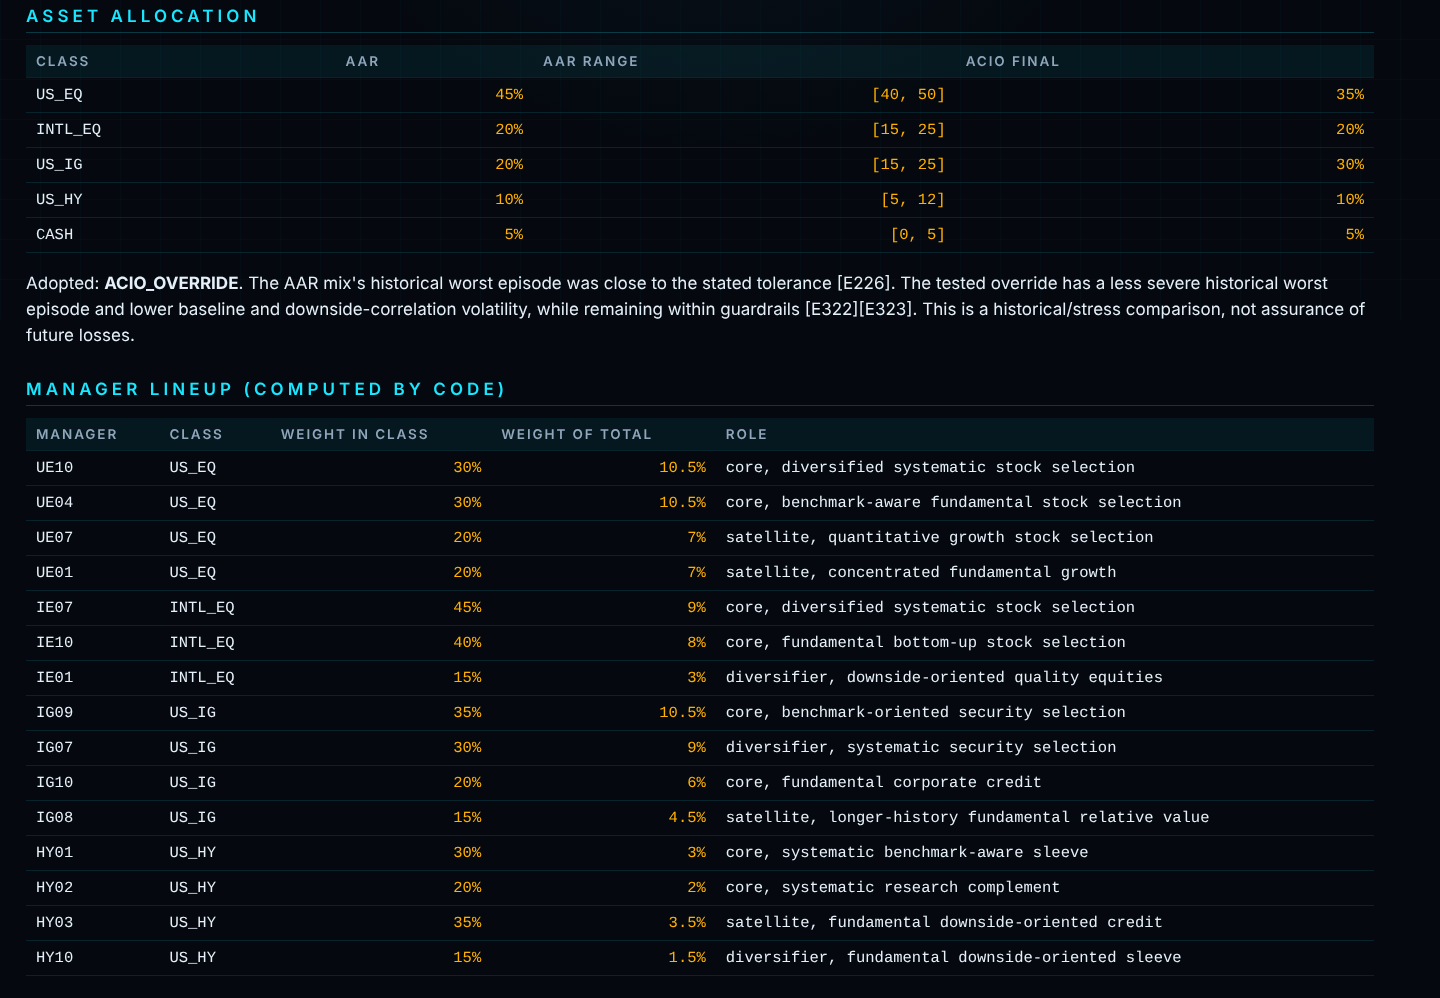 ASSET ALLOCATION
CLASS AAR AAR RANGE ACIO FINAL
US_EQ 45% [40, 50] 35%
INTL_EQ 20% [15, 25] 20%
US_IG 20% [15, 25] 30%
US_HY 10% [5, 12] 10%
CASH 5% [0, 5] 5%
Adopted: ACIO_OVERRIDE. The AAR mix's historical worst episode was close to the stated tolerance [E226]. The tested override has a less severe historical worst
episode and lower baseline and downside-correlation volatility, while remaining within guardrails [E322][E323]. This is a historical/stress comparison, not assurance of
future losses.
MANAGER LINEUP (COMPUTED BY CODE)
MANAGER CLASS WEIGHT IN CLASS WEIGHT OF TOTAL ROLE
UE10 US_EQ 30% 10.5% core, diversified systematic stock selection
UE04 US_EQ 30% 10.5% core, benchmark-aware fundamental stock selection
UE07 US_EQ 20% 7% satellite, quantitative growth stock selection
UE01 US_EQ 20% 7% satellite, concentrated fundamental growth
IE07 INTL_EQ 45% 9% core, diversified systematic stock selection
IE10 INTL_EQ 40% 8% core, fundamental bottom-up stock selection
IE01 INTL_EQ 15% 3% diversifier, downside-oriented quality equities
IG09 US_IG 35% 10.5% core, benchmark-oriented security selection
IG07 US_IG 30% 9% diversifier, systematic security selection
IG10 US_IG 20% 6% core, fundamental corporate credit
IG08 US_IG 15% 4.5% satellite, longer-history fundamental relative value
HY01 US_HY 30% 3% core, systematic benchmark-aware sleeve
HY02 US_HY 20% 2% core, systematic research complement
HY03 US_HY 35% 3.5% satellite, fundamental downside-oriented credit
HY10 US_HY 15% 1.5% diversifier, fundamental downside-oriented sleeve